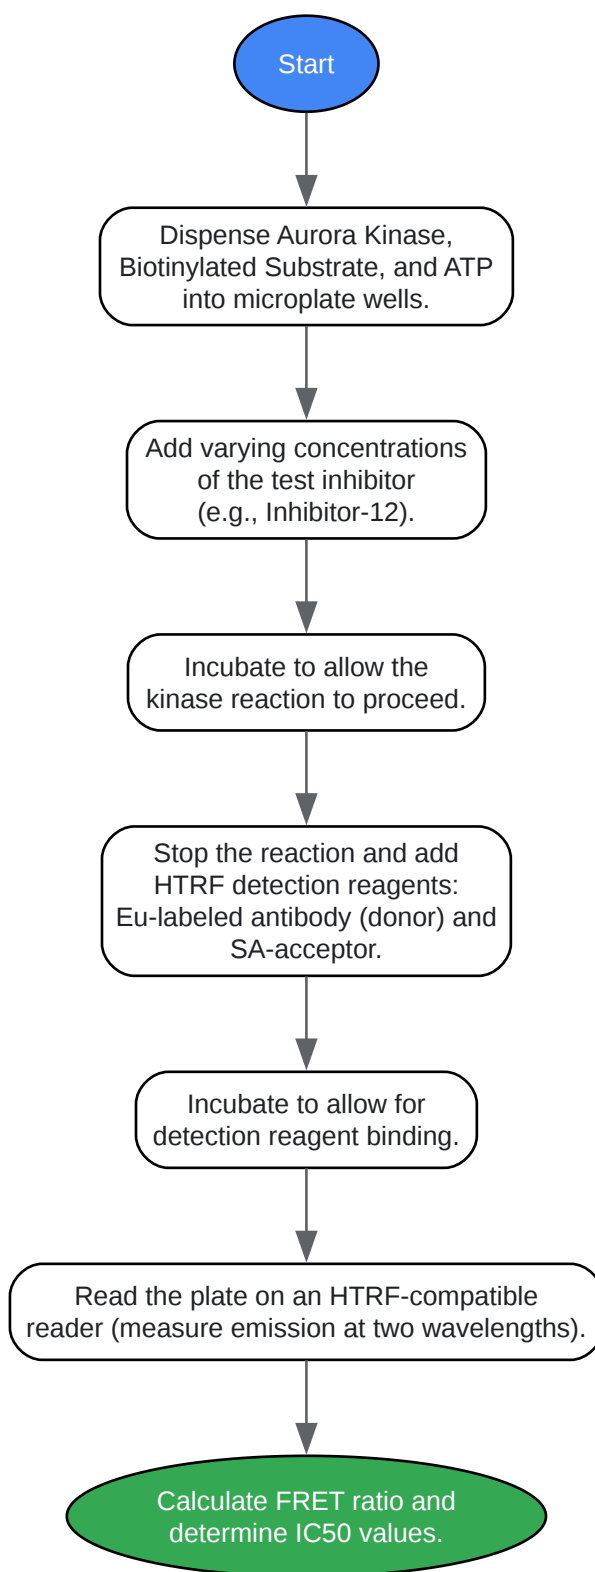 Start
Dispense Aurora Kinase,
Biotinylated Substrate, and ATP
into microplate wells.
Add varying concentrations
of the test inhibitor
(e.g., Inhibitor-12).
Incubate to allow the
kinase reaction to proceed.
Stop the reaction and add
HTRF detection reagents:
Eu-labeled antibody (donor) and
SA-acceptor.
Incubate to allow for
detection reagent binding.
Read the plate on an HTRF-compatible
reader (measure emission at two wavelengths).
Calculate FRET ratio and
determine IC50 values.